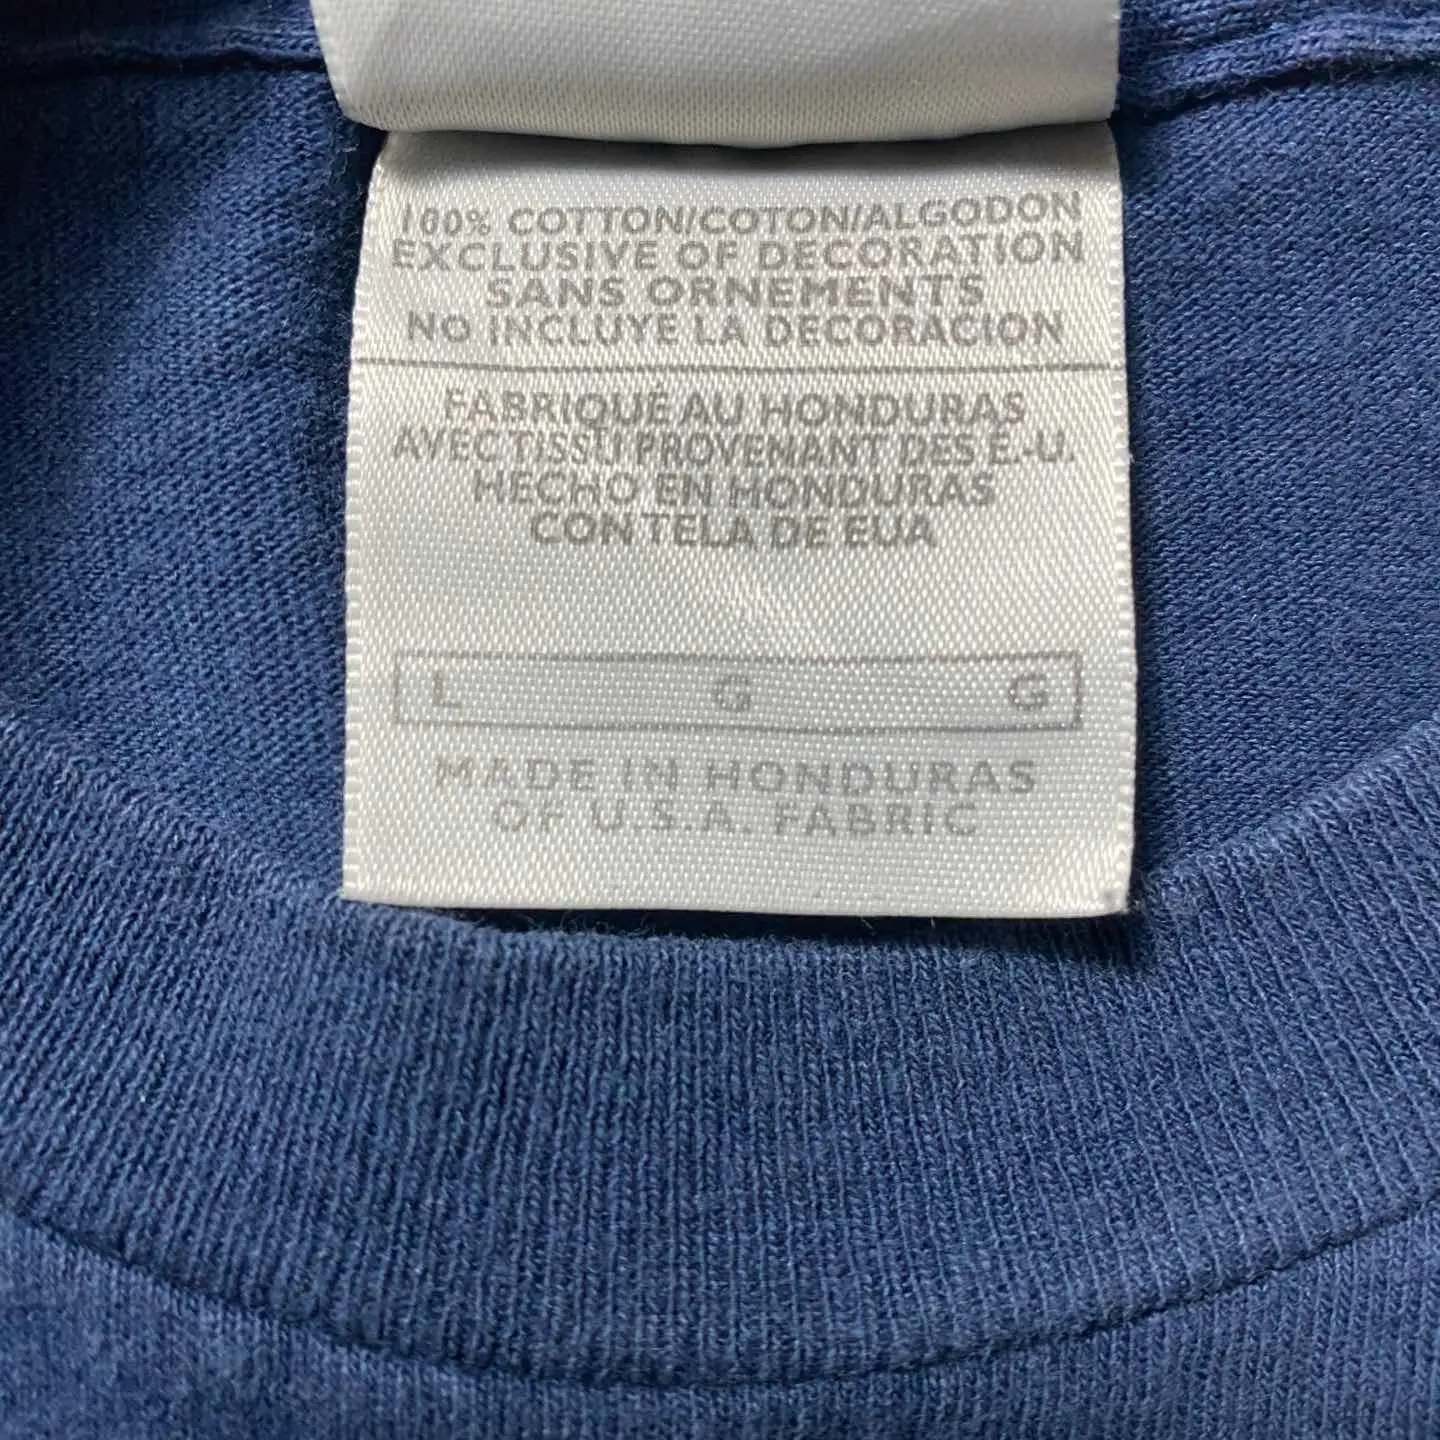 100% COTTON/COTON/ALGODON
EXCLUSIVE OF DECORATION
SANS ORNEMENTS
NO INCLUYE LA DECORACION
FABRIQUÉ AU HONDURAS
AVEC TISSU PROVENANT DES É.-U.
HECHO EN HONDURAS
CON TELA DE EUA
L G G
MADE IN HONDURAS
OF U.S.A. FABRIC